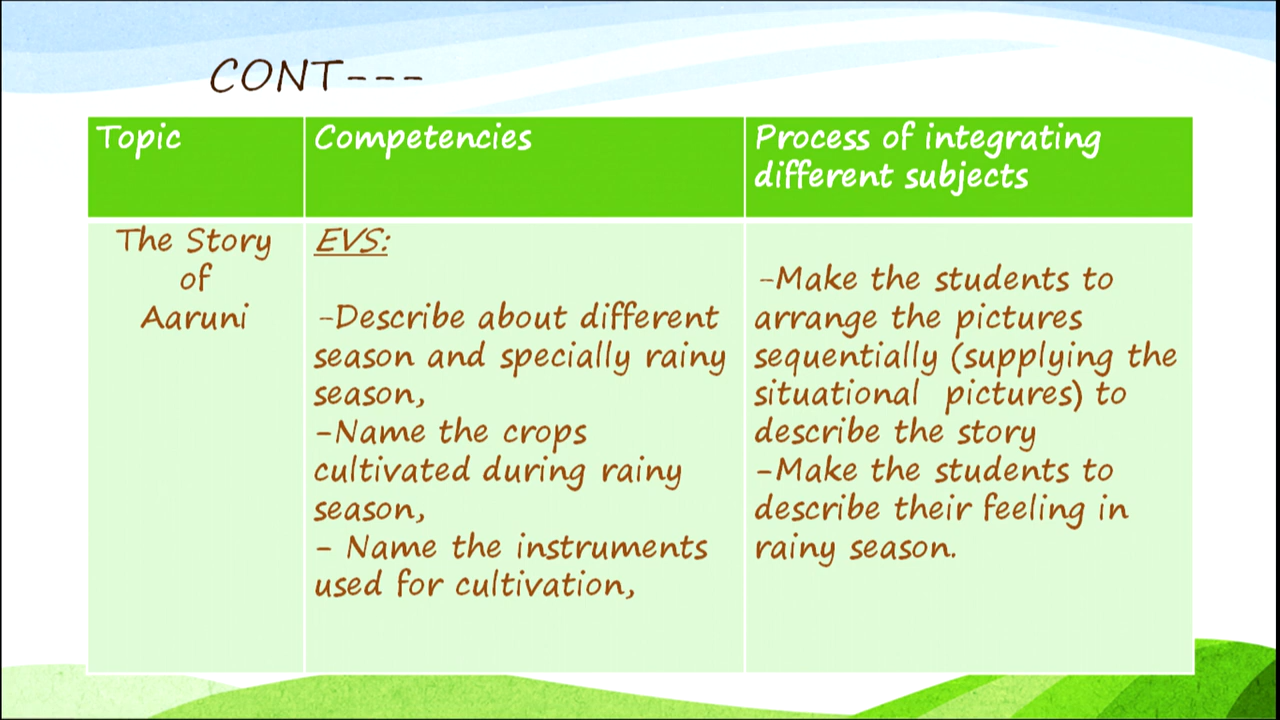 CONT---
Topic
Competencies
Process of integrating
different subjects
The Story
of
Aaruni
EVS:
-Describe about different
season and specially rainy
season,
-Name the crops
cultivated during rainy
season,
- Name the instruments
used for cultivation,
-Make the students to
arrange the pictures
sequentially (supplying the
situational pictures) to
describe the story
-Make the students to
describe their feeling in
rainy season.